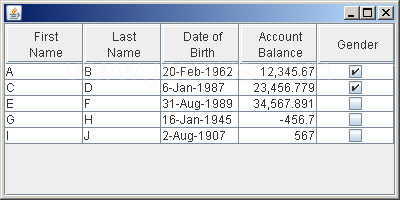 First Last Date of Account Gender
Name Name Birth Balance
A B 20-Feb-1962 12,345.67
C D 6-Jan-1987 23,456.779
E F 31-Aug-1989 34,567.891
G H 16-Jan-1945 -456.7
I J 2-Aug-1907 567